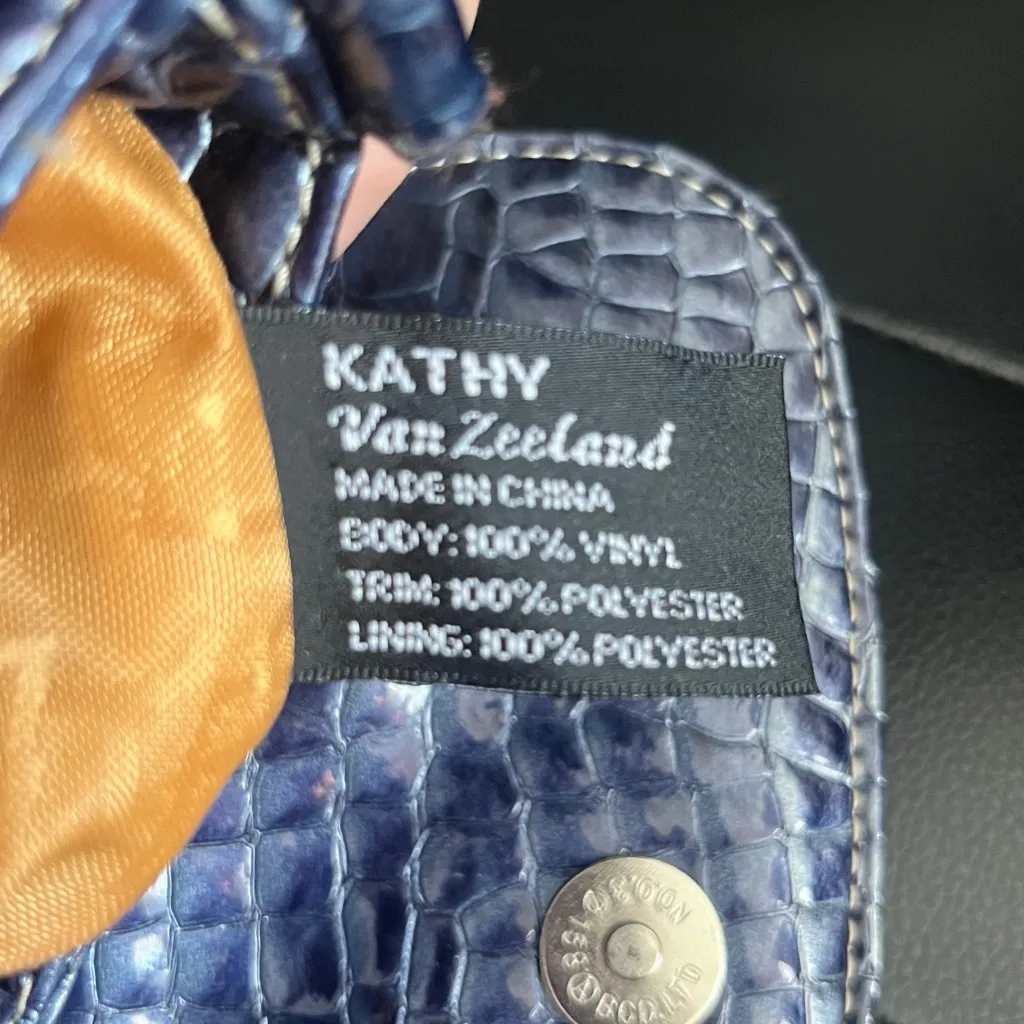 KATHY
Van Zeeland
MADE IN CHINA
BODY: 100% VINYL
TRIM: 100% POLYESTER
LINING: 100% POLYESTER